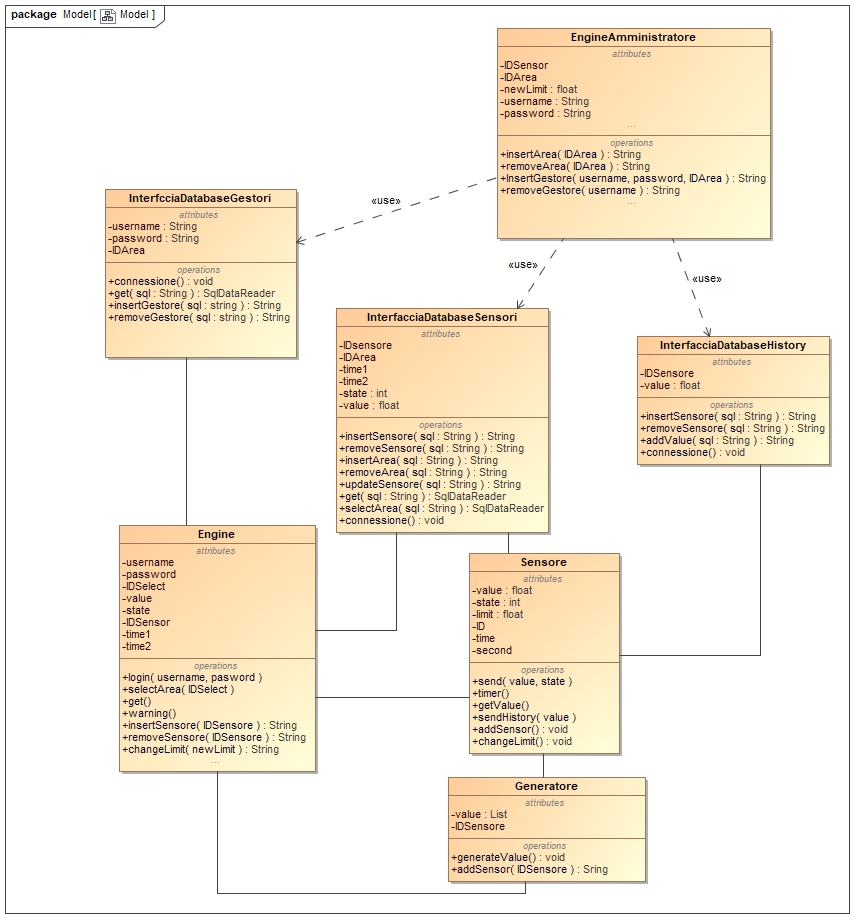 package Model[ Model ]
EngineAmministratore
attributes
-IDSensor
-IDArea
-newLimit : float
-username : String
-password : String
...
operations
+insertArea( IDArea ) : String
+removeArea( IDArea ) : String
+InsertGestore( username, password, IDArea ) : String
+removeGestore( username ) : String
...
«use»
«use»
«use»
InterfcciaDatabaseGestori
attributes
-username : String
-password : String
-IDArea
operations
+connessione() : void
+get( sql : String ) : SqlDataReader
+insertGestore( sql : string ) : String
+removeGestore( sql : string ) : String
InterfacciaDatabaseSensori
attributes
-IDsensore
-IDArea
-time1
-time2
-state : int
-value : float
operations
+insertSensore( sql : String ) : String
+removeSensore( sql : String ) : String
+insertArea( sql : String ) : String
+removeArea( sql : String ) : String
+updateSensore( sql : String ) : String
+get( sql : String ) : SqlDataReader
+selectArea( sql : String ) : SqlDataReader
+connessione() : void
InterfacciaDatabaseHistory
attributes
-IDSensore
-value : float
operations
+insertSensore( sql : String ) : String
+removeSensore( sql : String ) : String
+addValue( sql : String ) : String
+connessione() : void
Engine
attributes
-username
-password
-IDSelect
-value
-state
-IDSensor
-time1
-time2
operations
+login( username, pasword )
+selectArea( IDSelect )
+get()
+warning()
+insertSensore( IDSensore ) : String
+removeSensore( IDSensore ) : String
+changeLimit( newLimit ) : String
...
Sensore
attributes
-value : float
-state : int
-limit : float
-ID
-time
-second
operations
+send( value, state )
+timer()
+getValue()
+sendHistory( value )
+addSensor() : void
+changeLimit() : void
Generatore
attributes
-value : List
-IDSensore
operations
+generateValue() : void
+addSensor( IDSensore ) : Sring